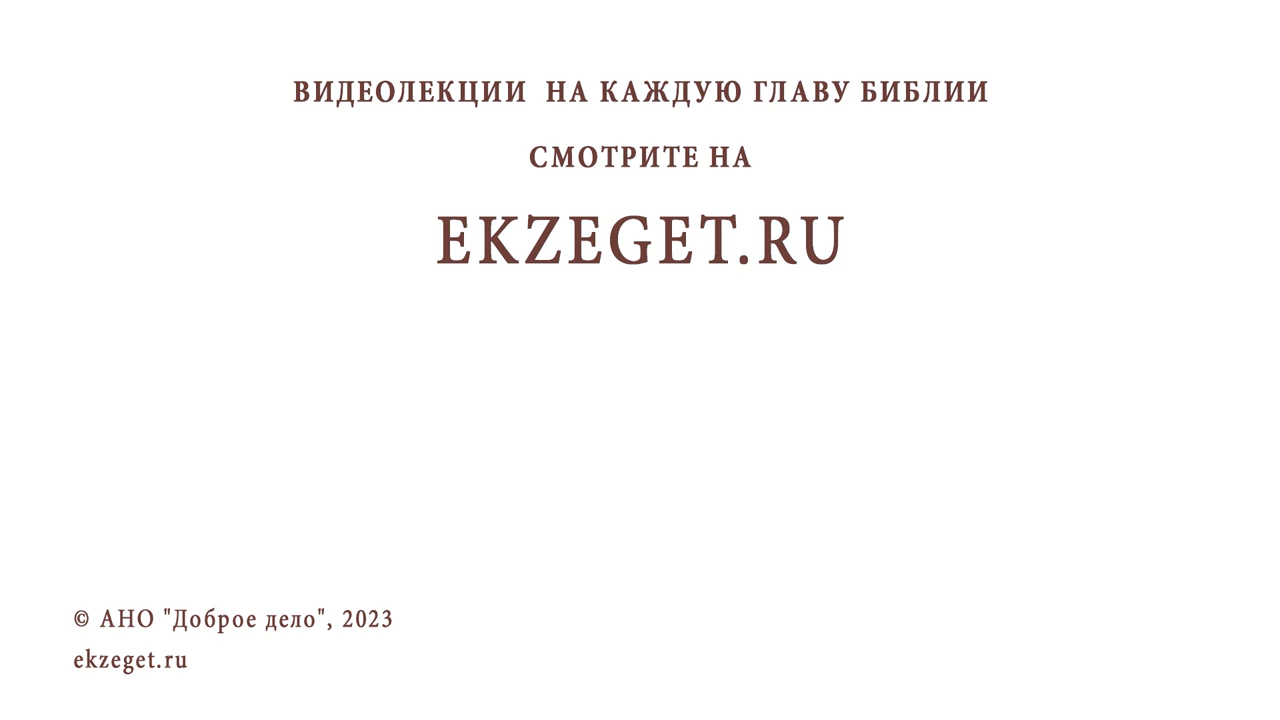 ВИДЕОЛЕКЦИИ НА КАЖДУЮ ГЛАВУ БИБЛИИ
СМОТРИТЕ НА
EKZEGET.RU
© АНО "Доброе дело", 2023
ekzeget.ru